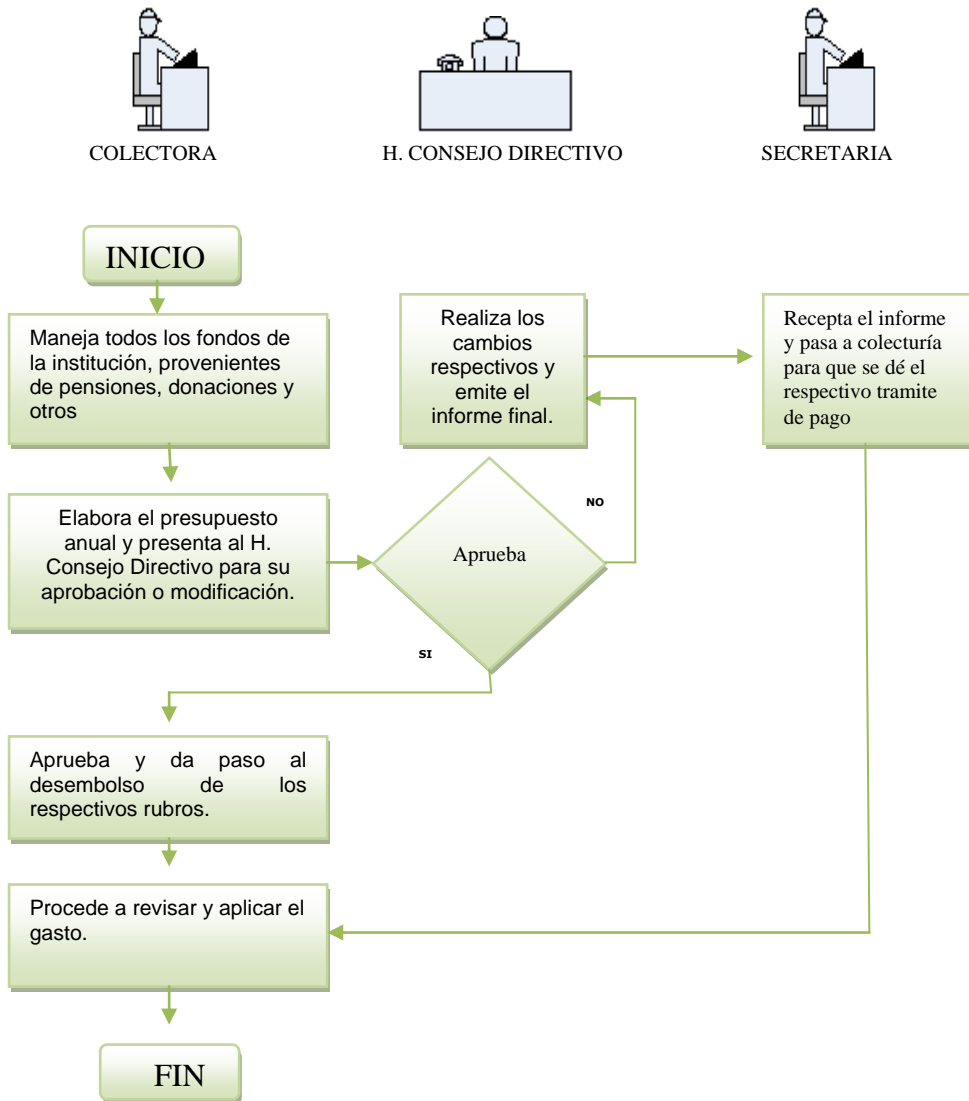 COLECTORA
H. CONSEJO DIRECTIVO
SECRETARIA
INICIO
Maneja todos los fondos de
la institución, provenientes
de pensiones, donaciones y
otros
Realiza los
cambios
respectivos y
emite el
informe final.
Recepta el informe
y pasa a colecturía
para que se dé el
respectivo tramite
de pago
Elabora el presupuesto
anual y presenta al H.
Consejo Directivo para su
aprobación o modificación.
Aprueba
NO
SI
Aprueba y da paso al
desembolso de los
respectivos rubros.
Procede a revisar y aplicar el
gasto.
FIN